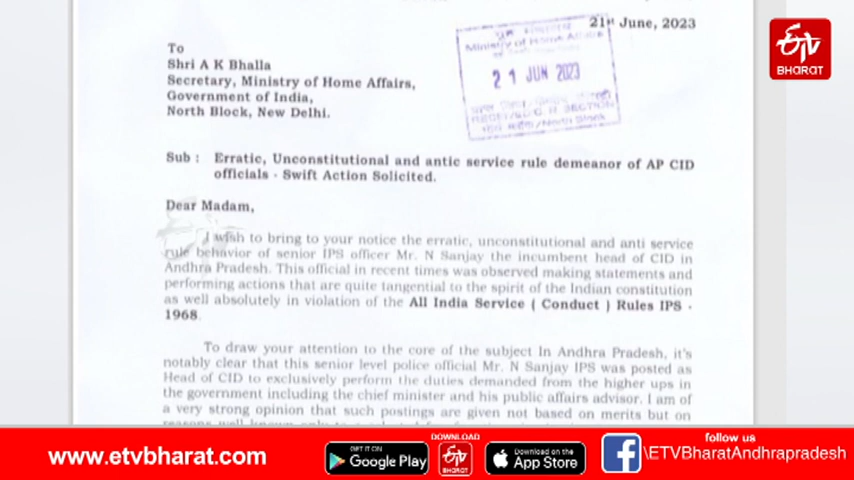 21st June, 2023
ETV
BHARAT
To
Shri A K Bhalla
Secretary, Ministry of Home Affairs,
Government of India,
North Block, New Delhi.
Ministry of Home Affairs
21 JUN 2023
SECTION
North Block
Sub : Erratic, Unconstitutional and antic service rule demeanor of AP CID
officials - Swift Action Solicited.
Dear Madam,
I wish to bring to your notice the erratic, unconstitutional and anti service
rule behavior of senior IPS officer Mr. N Sanjay the incumbent head of CID in
Andhra Pradesh. This official in recent times was observed making statements and
performing actions that are quite tangential to the spirit of the Indian constitution
as well absolutely in violation of the All India Service ( Conduct ) Rules IPS -
1968.
To draw your attention to the core of the subject In Andhra Pradesh, it's
notably clear that this senior level police official Mr. N Sanjay IPS was posted as
Head of CID to exclusively perform the duties demanded from the higher ups in
the government including the chief minister and his public affairs advisor. I am of
a very strong opinion that such postings are given not based on merits but on
www.etvbharat.com
GET IT ON
Google Play
DOWNLOAD
ETV
BHARAT
Download on the
App Store
follow us
\ETVBharatAndhrapradesh